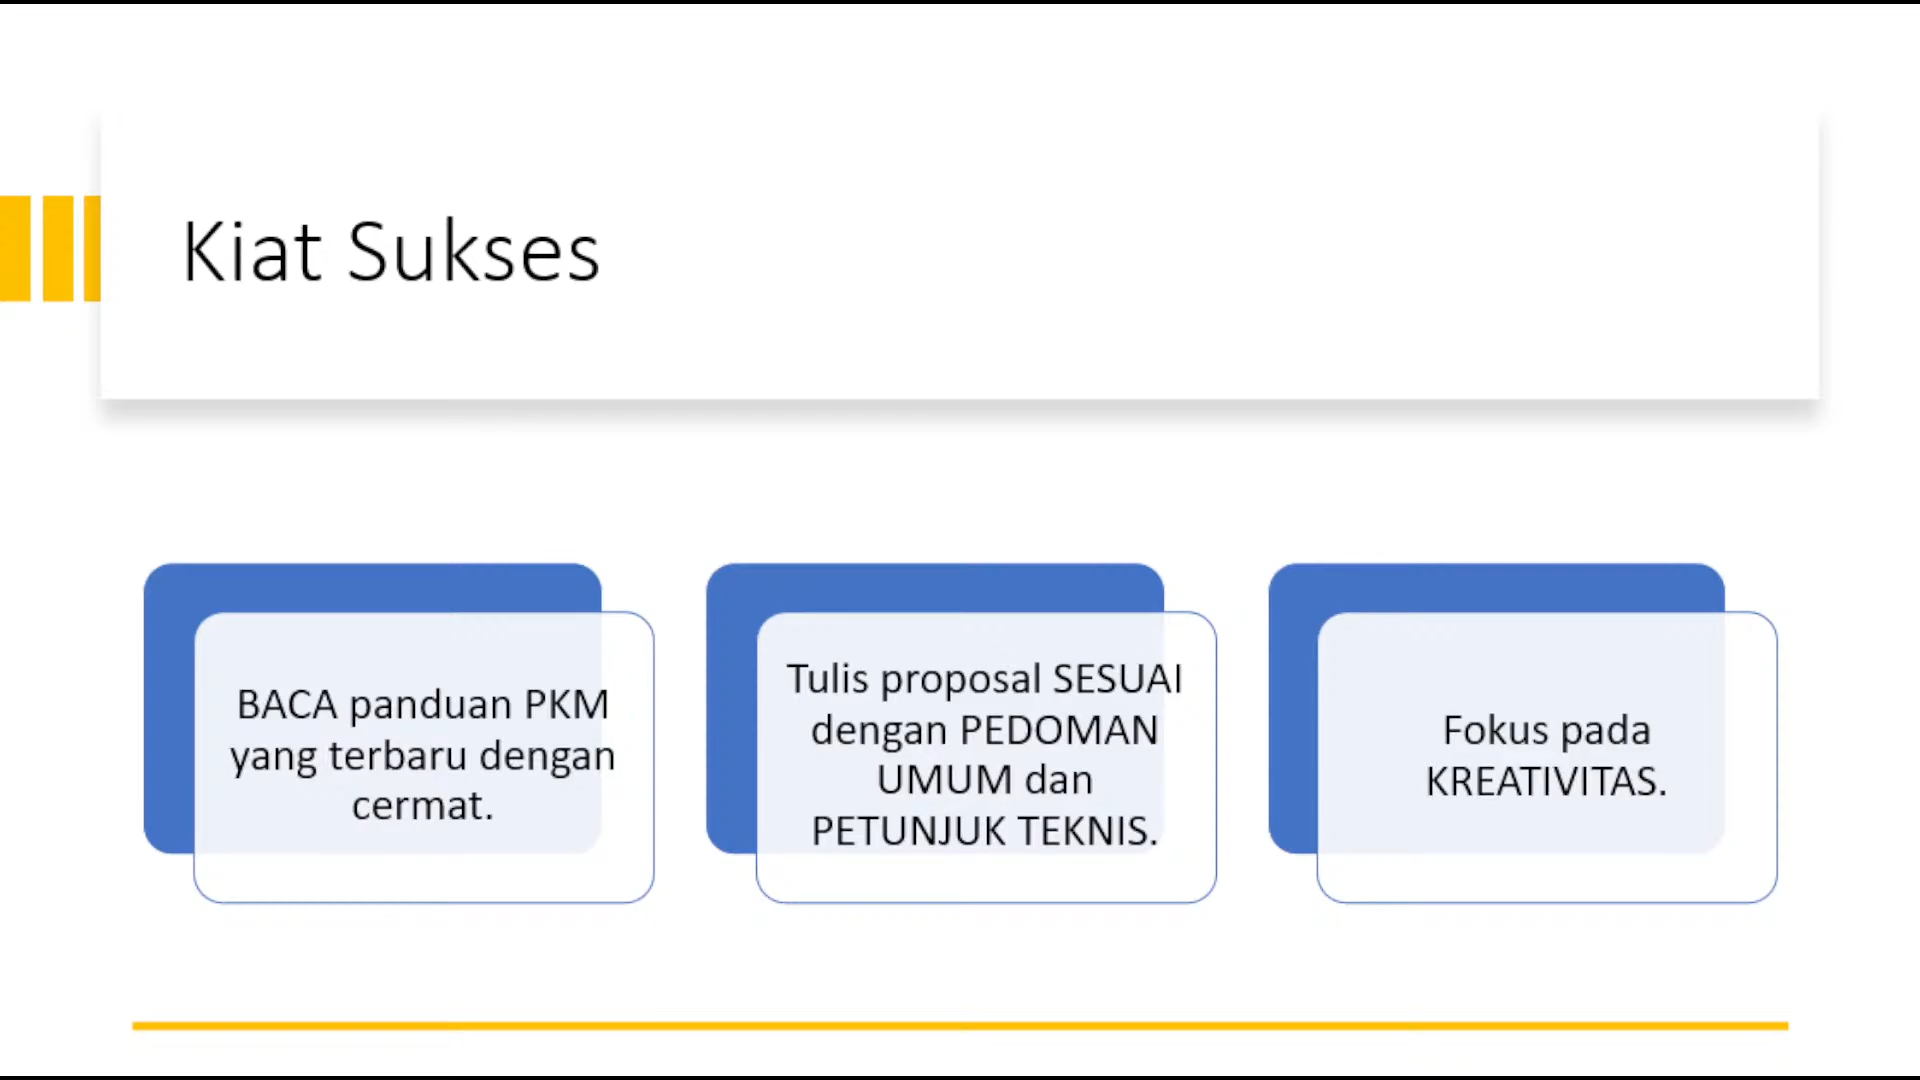 Kiat Sukses
BACA panduan PKM
yang terbaru dengan
cermat.
Tulis proposal SESUAI
dengan PEDOMAN
UMUM dan
PETUNJUK TEKNIS.
Fokus pada
KREATIVITAS.